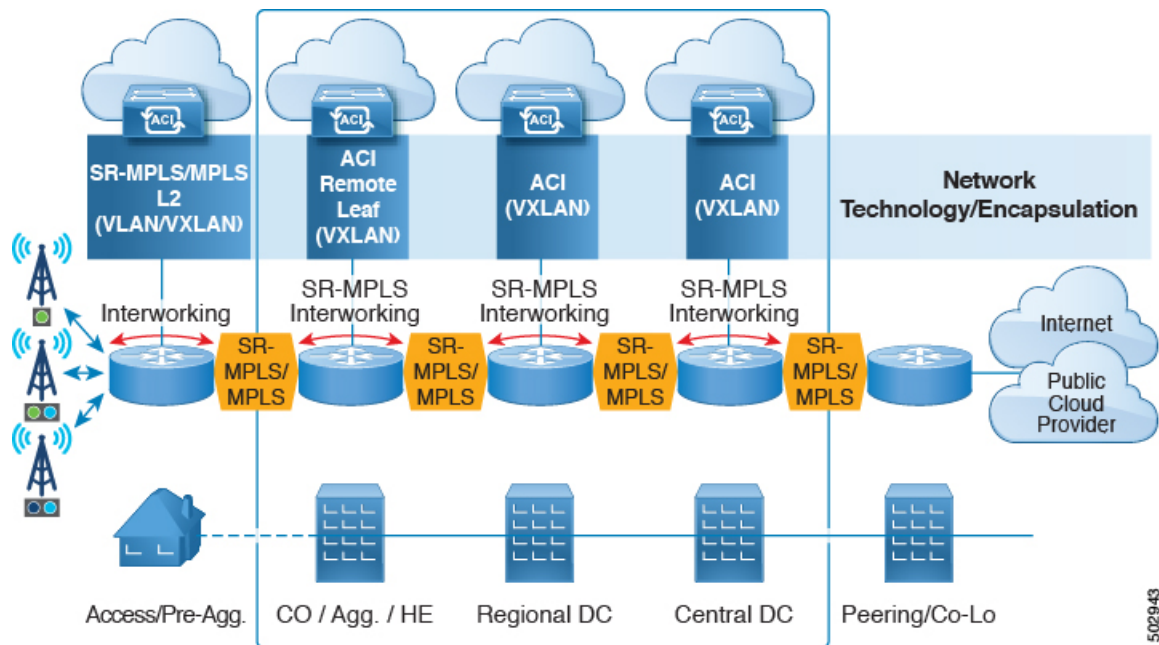 ACI
ACI
ACI
ACI
SR-MPLS/MPLS
L2
(VLAN/VXLAN)
ACI
Remote
Leaf
(VXLAN)
ACI
(VXLAN)
ACI
(VXLAN)
Network
Technology/Encapsulation
Interworking
SR-MPLS
Interworking
SR-MPLS
Interworking
SR-MPLS
Interworking
SR-
MPLS/
MPLS
SR-
MPLS/
MPLS
SR-
MPLS/
MPLS
SR-
MPLS/
MPLS
Internet
Public
Cloud
Provider
Access/Pre-Agg.
CO / Agg. / HE
Regional DC
Central DC
Peering/Co-Lo
502943